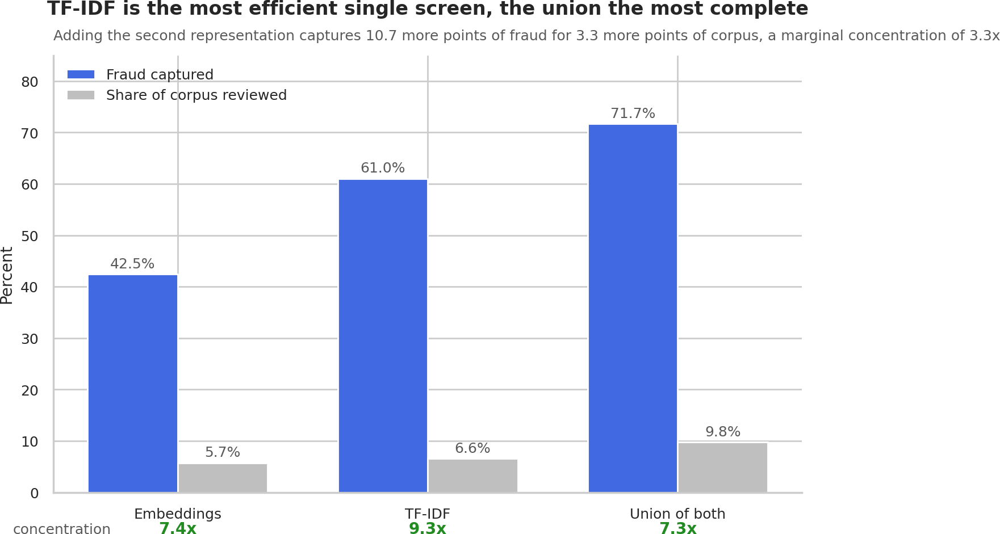 TF-IDF is the most efficient single screen, the union the most complete
Adding the second representation captures 10.7 more points of fraud for 3.3 more points of corpus, a marginal concentration of 3.3x
Fraud captured
Share of corpus reviewed
Percent
80
70
60
50
40
30
20
10
0
42.5%
5.7%
61.0%
6.6%
71.7%
9.8%
Embeddings
TF-IDF
Union of both
concentration
7.4x
9.3x
7.3x